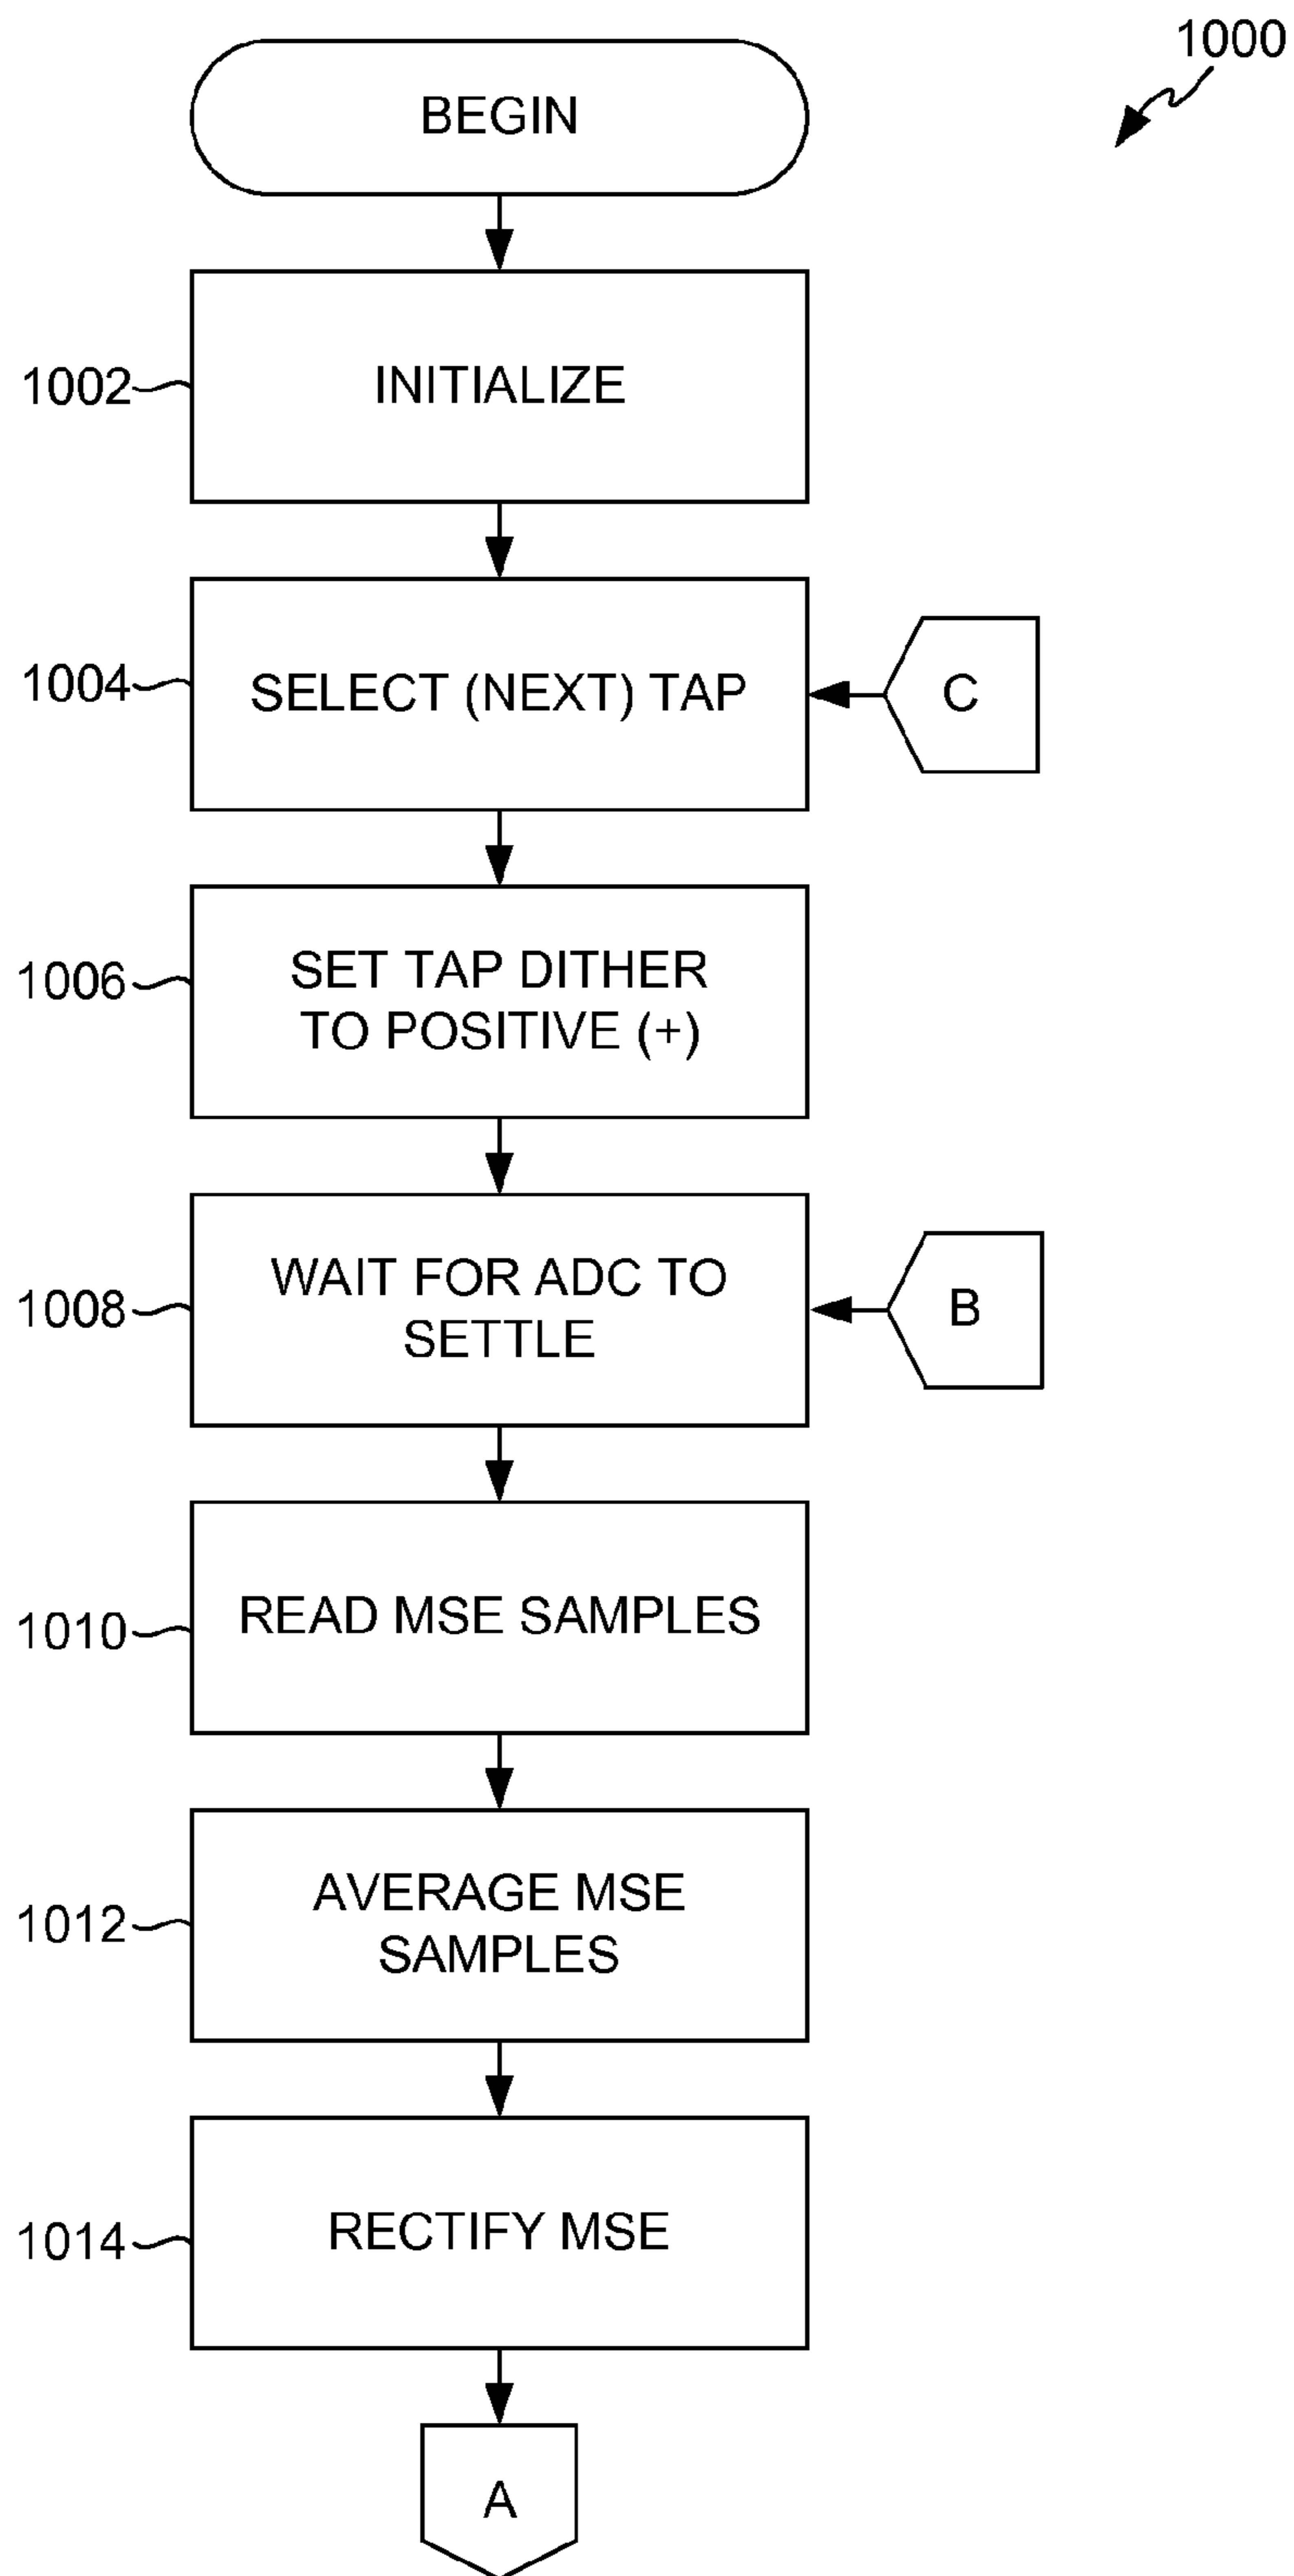 1000
BEGIN
1002
INITIALIZE
1004
SELECT (NEXT) TAP
C
1006
SET TAP DITHER
TO POSITIVE (+)
1008
WAIT FOR ADC TO
SETTLE
B
1010
READ MSE SAMPLES
1012
AVERAGE MSE
SAMPLES
1014
RECTIFY MSE
A